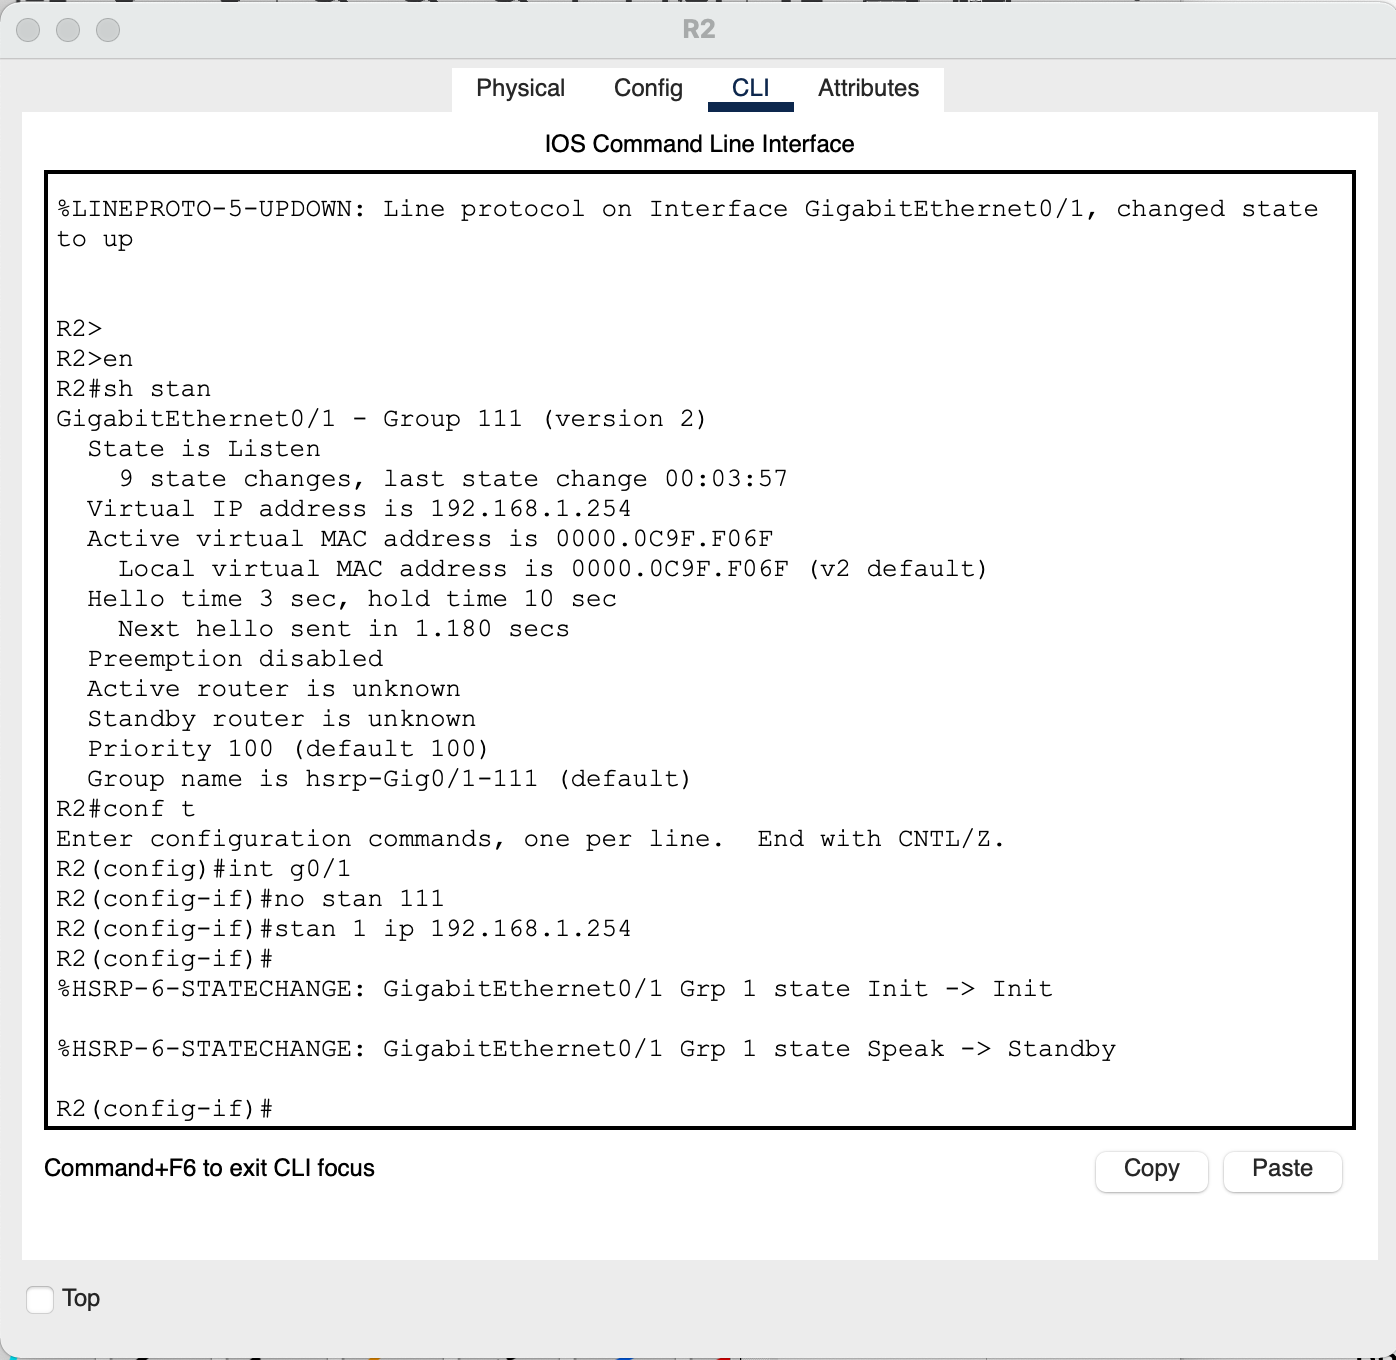 R2
Physical Config CLI Attributes
IOS Command Line Interface
%LINEPROTO-5-UPDOWN: Line protocol on Interface GigabitEthernet0/1, changed state
to up
R2>
R2>en
R2#sh stan
GigabitEthernet0/1 - Group 111 (version 2)
  State is Listen
    9 state changes, last state change 00:03:57
  Virtual IP address is 192.168.1.254
  Active virtual MAC address is 0000.0C9F.F06F
    Local virtual MAC address is 0000.0C9F.F06F (v2 default)
  Hello time 3 sec, hold time 10 sec
    Next hello sent in 1.180 secs
  Preemption disabled
  Active router is unknown
  Standby router is unknown
  Priority 100 (default 100)
  Group name is hsrp-Gig0/1-111 (default)
R2#conf t
Enter configuration commands, one per line.  End with CNTL/Z.
R2(config)#int g0/1
R2(config-if)#no stan 111
R2(config-if)#stan 1 ip 192.168.1.254
R2(config-if)#
%HSRP-6-STATECHANGE: GigabitEthernet0/1 Grp 1 state Init -> Init
%HSRP-6-STATECHANGE: GigabitEthernet0/1 Grp 1 state Speak -> Standby
R2(config-if)#
Command+F6 to exit CLI focus
Copy Paste
Top